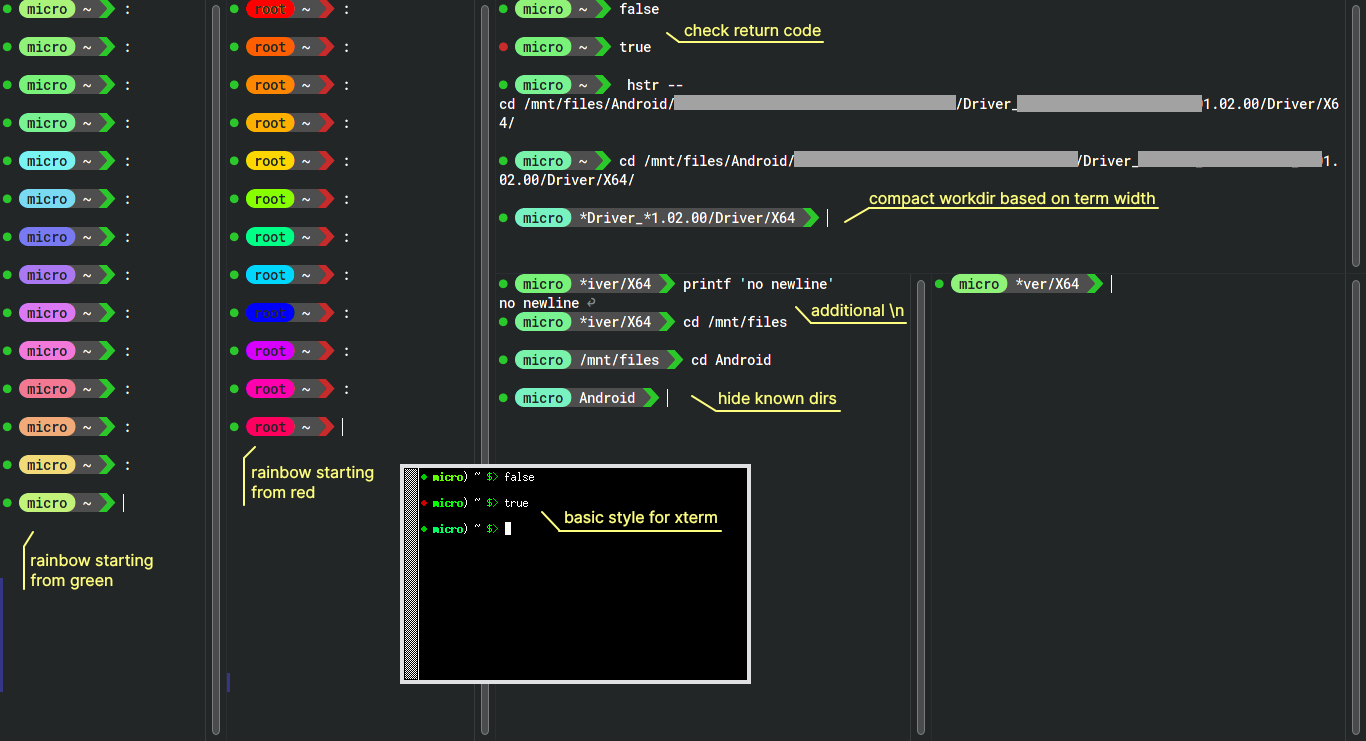 micro ~ :
micro ~ :
micro ~ :
micro ~ :
micro ~ :
micro ~ :
micro ~ :
micro ~ :
micro ~ :
micro ~ :
micro ~ :
micro ~ :
micro ~ :
micro ~
rainbow starting
from green
root ~ :
root ~ :
root ~ :
root ~ :
root ~ :
root ~ :
root ~ :
root ~ :
root ~ :
root ~ :
root ~ :
root ~
rainbow starting
from red
micro ~ false
check return code
micro ~ true
micro ~ hstr --
cd /mnt/files/Android/ /Driver_ 1.02.00/Driver/X6
4/
micro ~ cd /mnt/files/Android/ /Driver_ 1.
02.00/Driver/X64/
compact workdir based on term width
micro *Driver_*1.02.00/Driver/X64
micro *iver/X64 printf 'no newline'
no newline ⤶
additional \n
micro *iver/X64 cd /mnt/files
micro /mnt/files cd Android
micro Android
hide known dirs
micro *ver/X64
micro) ~ $> false
micro) ~ $> true
micro) ~ $>
basic style for xterm